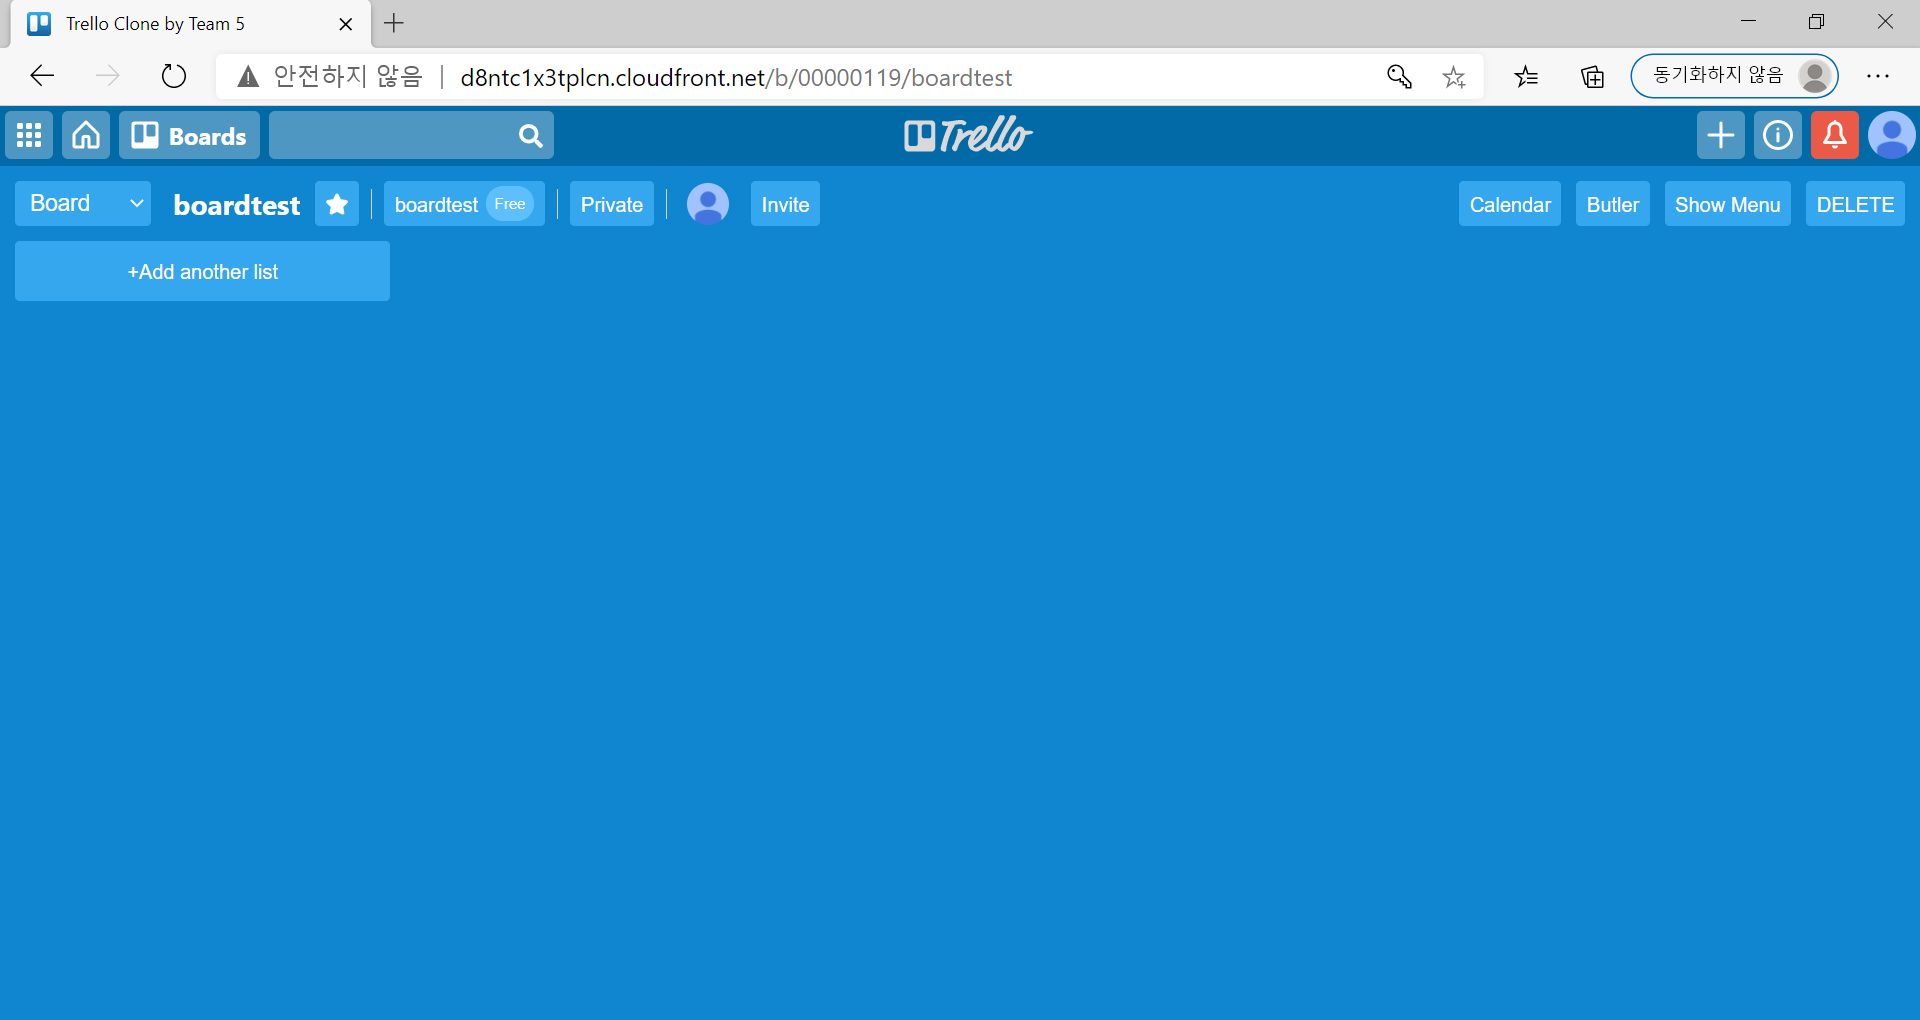 Trello Clone by Team 5
안전하지 않음 | d8ntc1x3tplcn.cloudfront.net/b/00000119/boardtest
동기화하지 않음
Boards
Trello
Board boardtest boardtest Free Private Invite Calendar Butler Show Menu DELETE
+Add another list